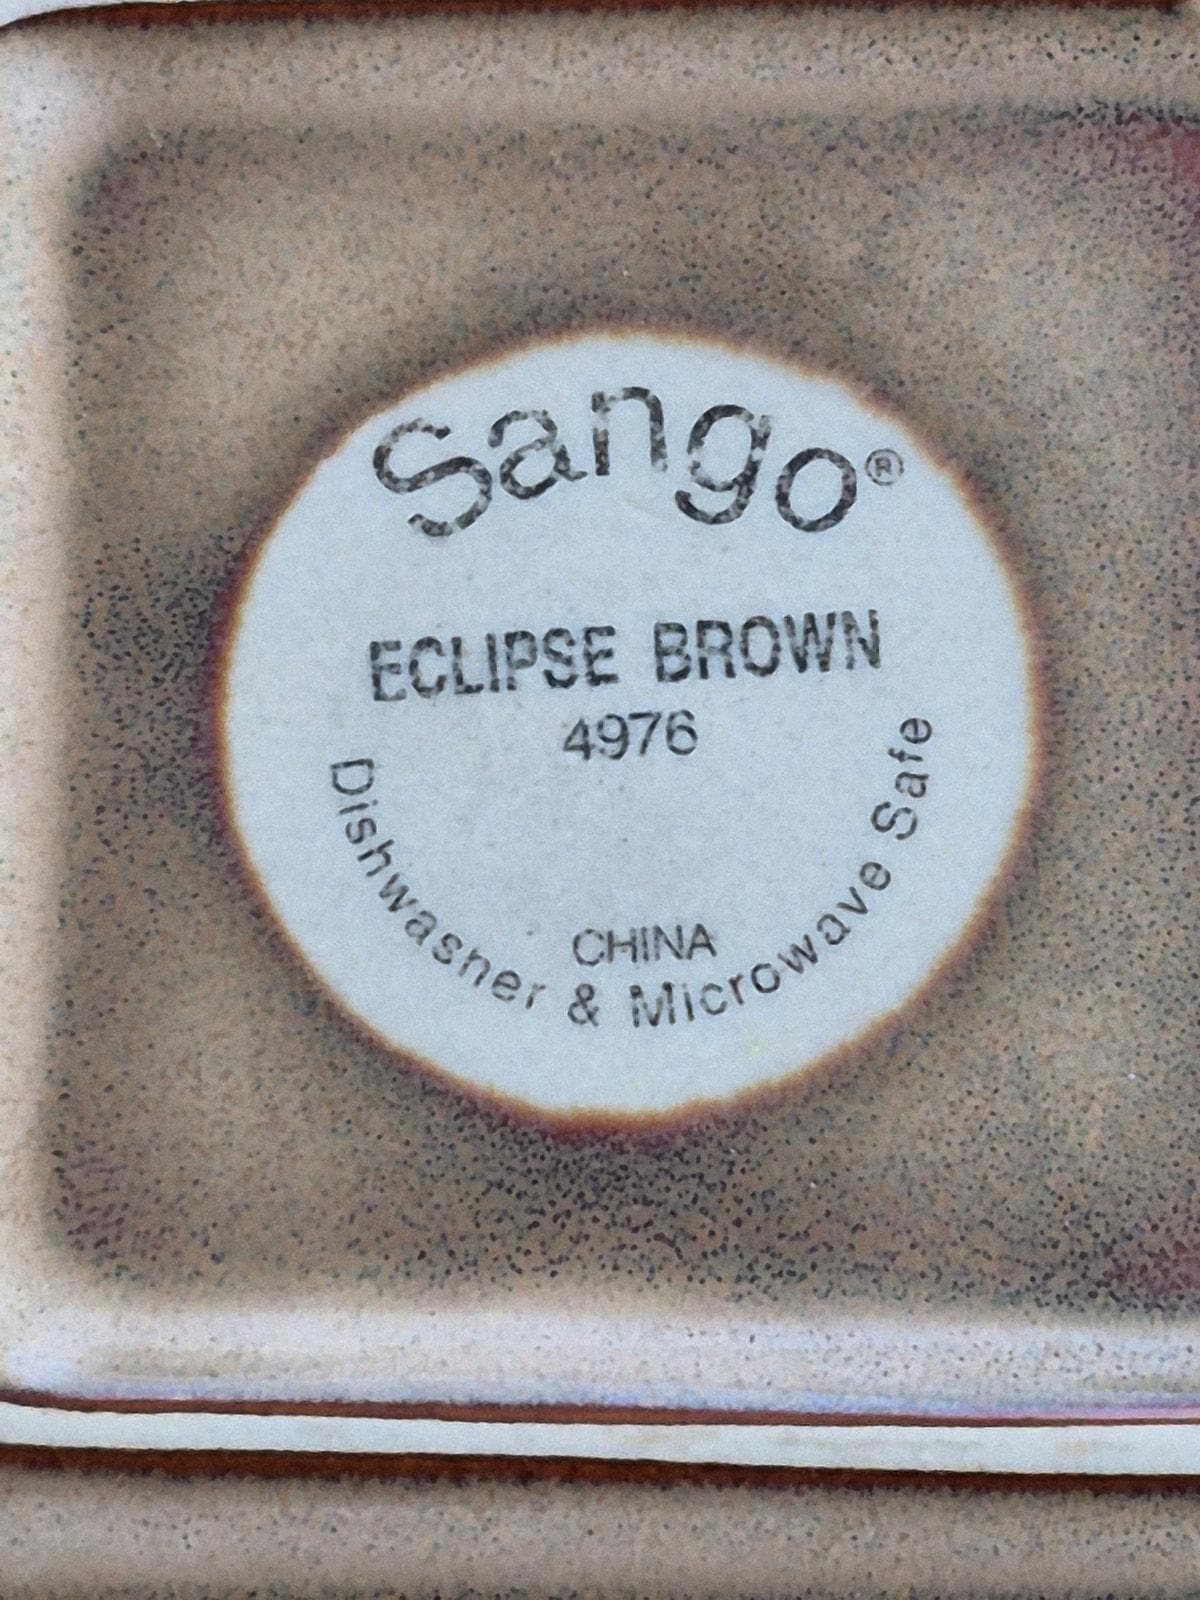 Sango®
ECLIPSE BROWN
4976
CHINA
Dishwasher & Microwave Safe